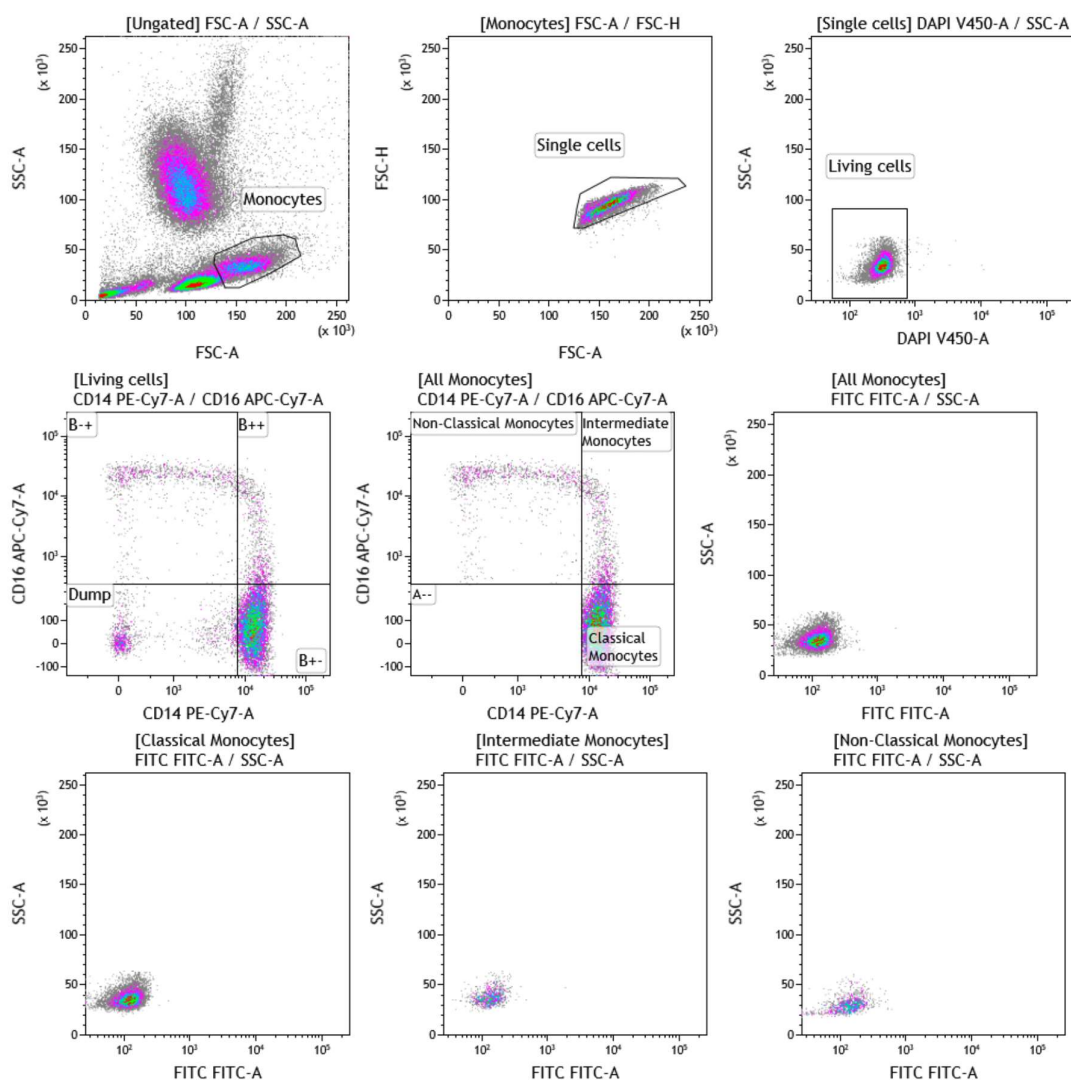 [Ungated] FSC-A / SSC-A
(x 10³)
250
200
150
100
50
0
SSC-A
Monocytes
0
50
100
150
200
250
(x 10³)
FSC-A
[Monocytes] FSC-A / FSC-H
(x 10³)
250
200
150
100
50
0
FSC-H
Single cells
0
50
100
150
200
250
(x 10³)
FSC-A
[Single cells] DAPI V450-A / SSC-A
(x 10³)
250
200
150
100
50
0
SSC-A
Living cells
10²
10³
10⁴
10⁵
DAPI V450-A
[Living cells]
CD14 PE-Cy7-A / CD16 APC-Cy7-A
B-+
B++
Dump
B+-
10⁵
10⁴
10³
100
0
-100
CD16 APC-Cy7-A
0
10³
10⁴
10⁵
CD14 PE-Cy7-A
[All Monocytes]
CD14 PE-Cy7-A / CD16 APC-Cy7-A
Non-Classical Monocytes
Intermediate
Monocytes
A--
Classical
Monocytes
10⁵
10⁴
10³
100
0
-100
CD16 APC-Cy7-A
0
10³
10⁴
10⁵
CD14 PE-Cy7-A
[All Monocytes]
FITC FITC-A / SSC-A
(x 10³)
250
200
150
100
50
0
SSC-A
10²
10³
10⁴
10⁵
FITC FITC-A
[Classical Monocytes]
FITC FITC-A / SSC-A
(x 10³)
250
200
150
100
50
0
SSC-A
10²
10³
10⁴
10⁵
FITC FITC-A
[Intermediate Monocytes]
FITC FITC-A / SSC-A
(x 10³)
250
200
150
100
50
0
SSC-A
10²
10³
10⁴
10⁵
FITC FITC-A
[Non-Classical Monocytes]
FITC FITC-A / SSC-A
(x 10³)
250
200
150
100
50
0
SSC-A
10²
10³
10⁴
10⁵
FITC FITC-A